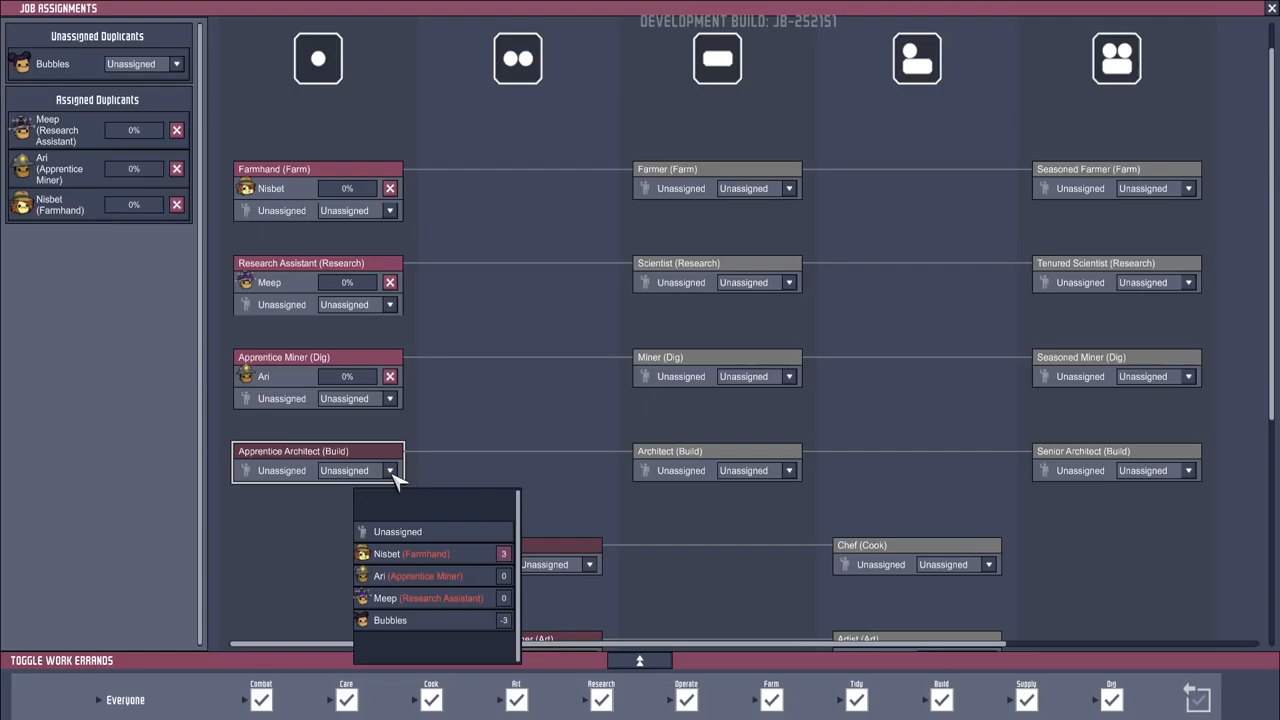 JOB ASSIGNMENTS
DEVELOPMENT BUILD: JB-252151
Unassigned Duplicants
Bubbles Unassigned
Assigned Duplicants
Meep
(Research
Assistant)
0%
Ari
(Apprentice
Miner)
0%
Nisbet
(Farmhand)
0%
Farmhand (Farm)
Nisbet 0%
Unassigned Unassigned
Farmer (Farm)
Unassigned Unassigned
Seasoned Farmer (Farm)
Unassigned Unassigned
Research Assistant (Research)
Meep 0%
Unassigned Unassigned
Scientist (Research)
Unassigned Unassigned
Tenured Scientist (Research)
Unassigned Unassigned
Apprentice Miner (Dig)
Ari 0%
Unassigned Unassigned
Miner (Dig)
Unassigned Unassigned
Seasoned Miner (Dig)
Unassigned Unassigned
Apprentice Architect (Build)
Unassigned Unassigned
Architect (Build)
Unassigned Unassigned
Senior Architect (Build)
Unassigned Unassigned
Unassigned
Nisbet (Farmhand) 3
Ari (Apprentice Miner) 0
Meep (Research Assistant) 0
Bubbles -3
Chef (Cook)
Unassigned Unassigned
(Art)
Artist (Art)
TOGGLE WORK ERRANDS
Everyone
Combat
Care
Cook
Art
Research
Operate
Farm
Tidy
Build
Supply
Dig